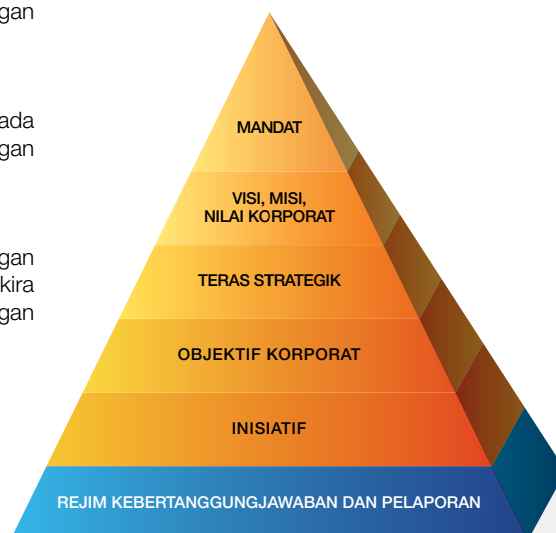 gan
ada
gan
gan
kira
gan
MANDAT
VISI, MISI,
NILAI KORPORAT
TERAS STRATEGIK
OBJEKTIF KORPORAT
INISIATIF
REJIM KEBERTANGGUNGJAWABAN DAN PELAPORAN